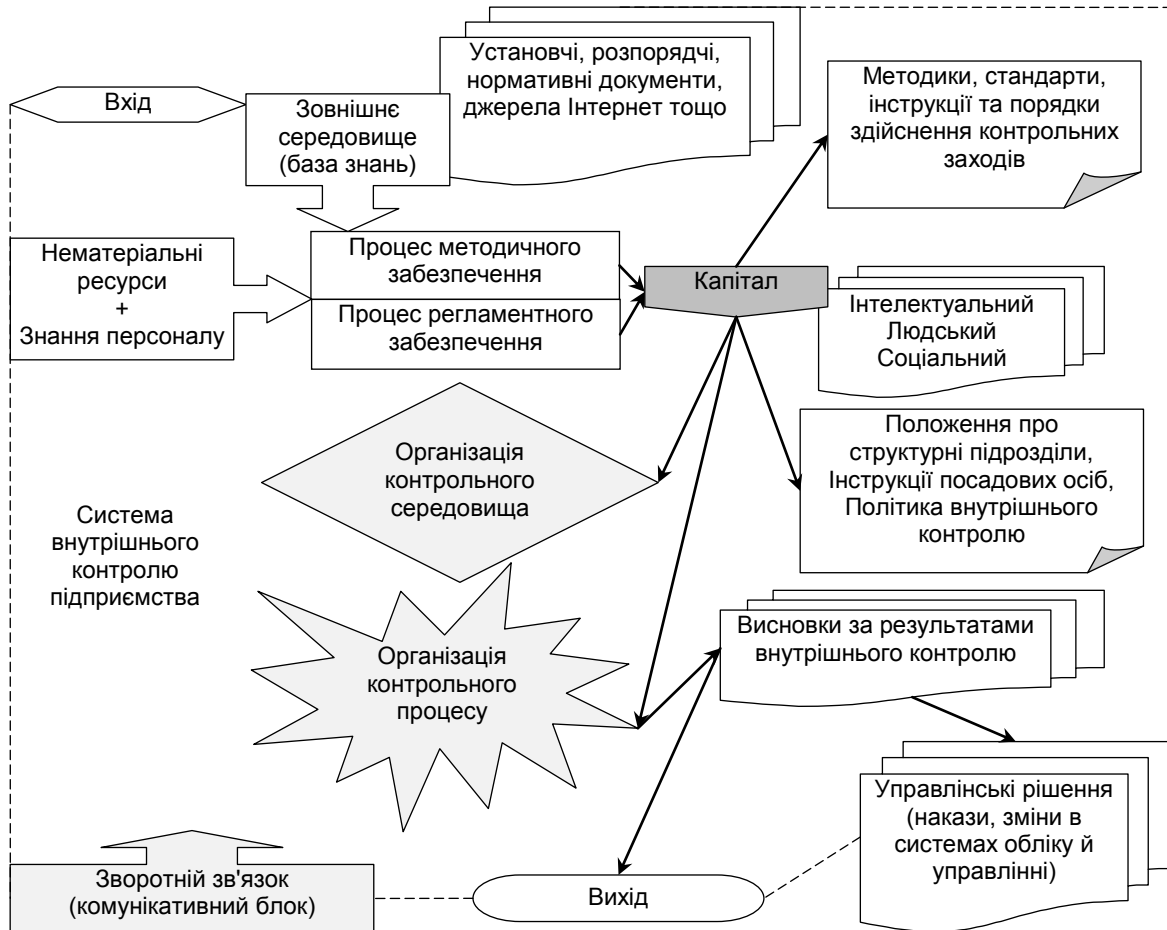 Установчі, розпорядчі,
нормативні документи,
джерела Інтернет тощо
Методики, стандарти,
інструкції та порядки
здійснення контрольних
заходів
Вхід
Зовнішнє
середовище
(база знань)
Нематеріальні
ресурси
+
Знання персоналу
Процес методичного
забезпечення
Процес регламентного
забезпечення
Капітал
Інтелектуальний
Людський
Соціальний
Організація
контрольного
середовища
Положення про
структурні підрозділи,
Інструкції посадових осіб,
Політика внутрішнього
контролю
Система
внутрішнього
контролю
підприємства
Організація
контрольного
процесу
Висновки за результатами
внутрішнього контролю
Управлінські рішення
(накази, зміни в
системах обліку й
управлінні)
Зворотній зв'язок
(комунікативний блок)
Вихід